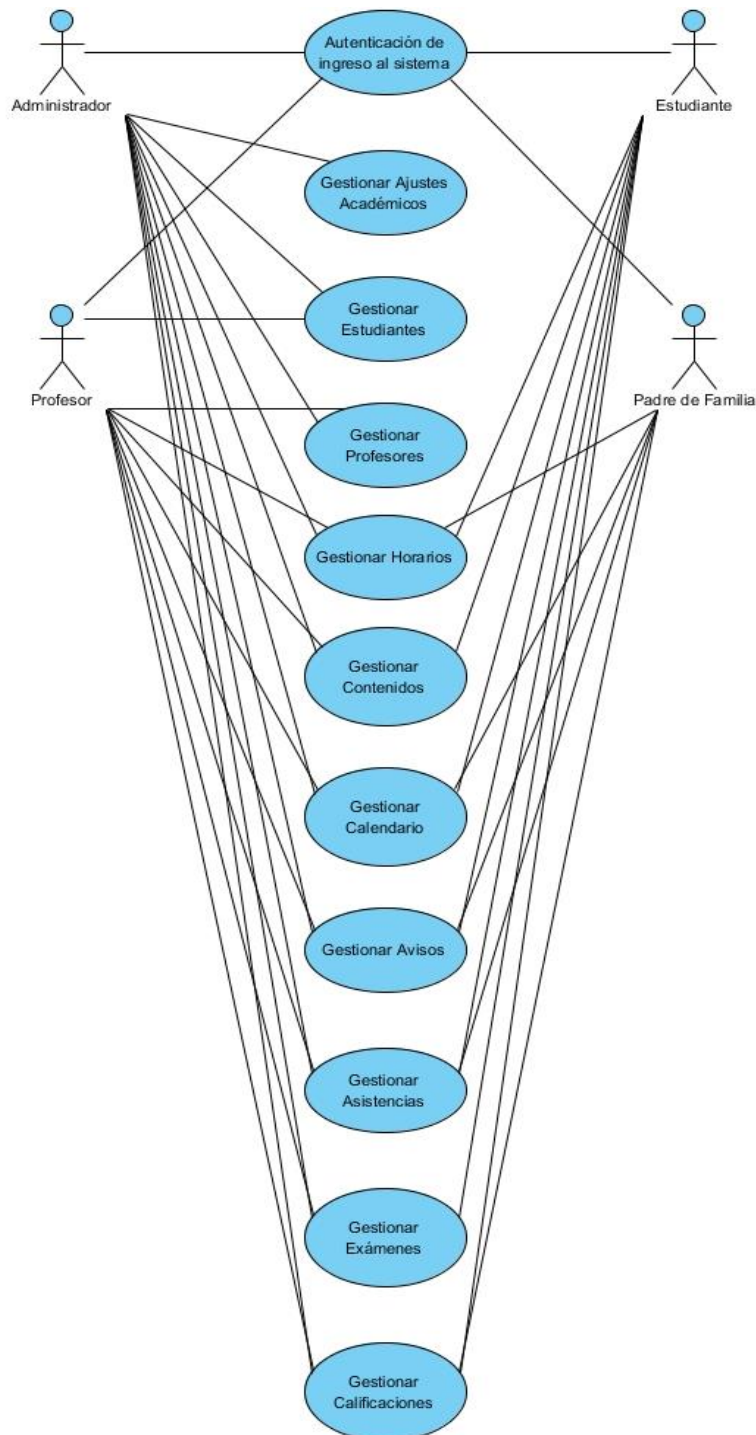 Autenticación de
ingreso al sistema
Administrador
Estudiante
Gestionar Ajustes
Académicos
Gestionar
Estudiantes
Profesor
Padre de Familia
Gestionar
Profesores
Gestionar Horarios
Gestionar
Contenidos
Gestionar
Calendario
Gestionar Avisos
Gestionar
Asistencias
Gestionar
Exámenes
Gestionar
Calificaciones